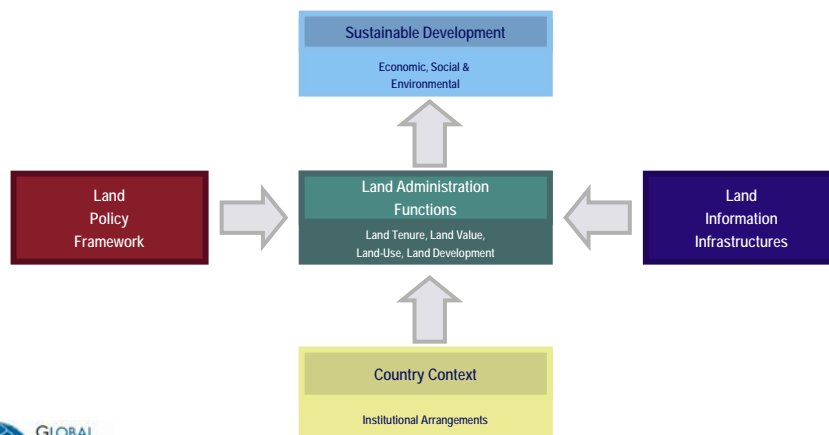 Sustainable Development
Economic, Social &
Environmental
Land
Policy
Framework
Land Administration
Functions
Land Tenure, Land Value,
Land-Use, Land Development
Land
Information
Infrastructures
Country Context
Institutional Arrangements
GLOBAL